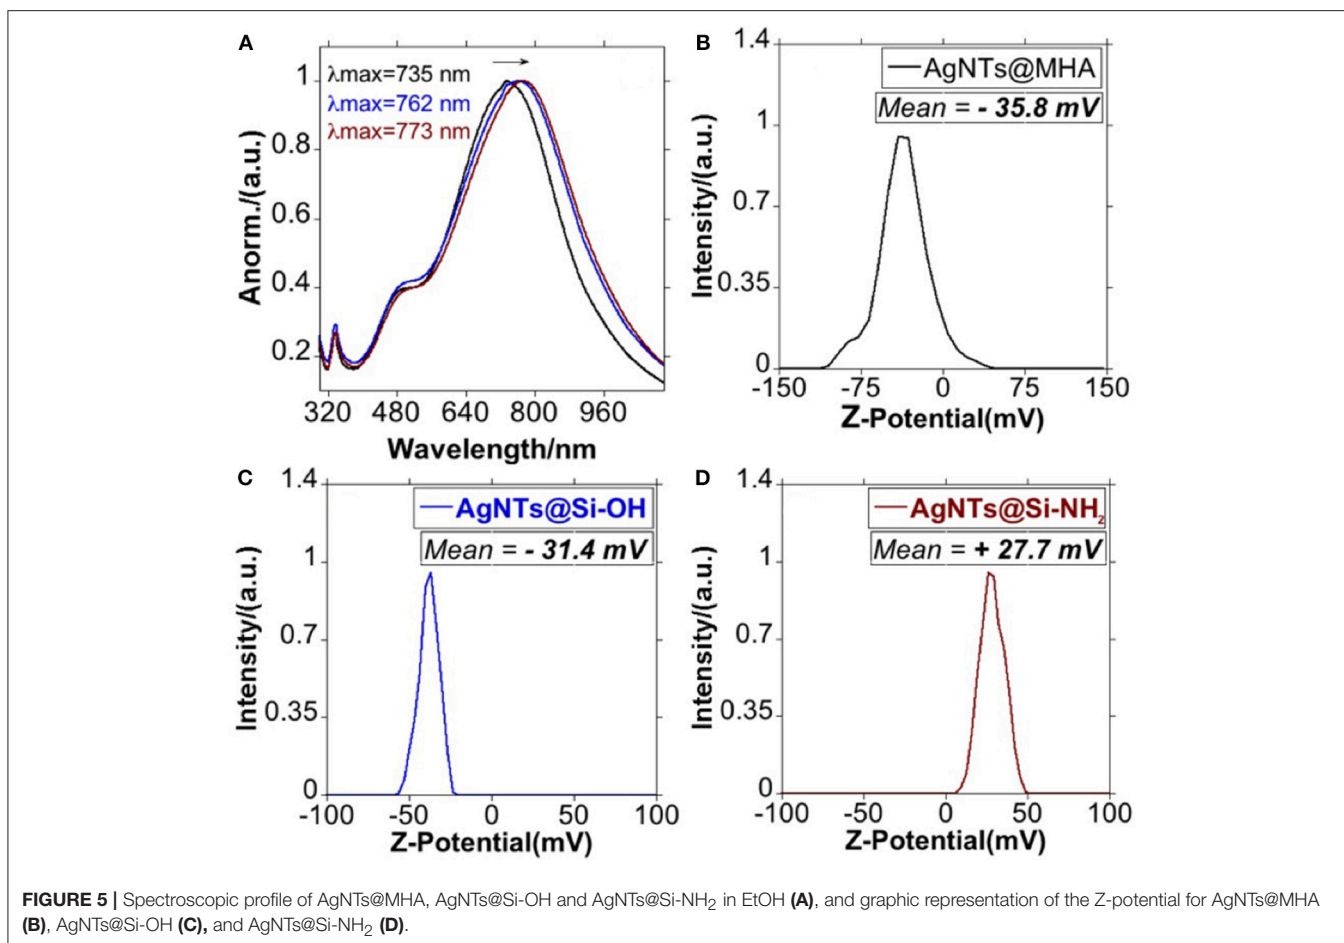 A
λmax=735 nm
λmax=762 nm
λmax=773 nm
1
0.8
0.6
0.4
0.2
Anorm./(a.u.)
320 480 640 800 960
Wavelength/nm
B
AgNTs@MHA
Mean = - 35.8 mV
1.4
1
0.7
0.35
0
Intensity/(a.u.)
-150 -75 0 75 150
Z-Potential(mV)
C
AgNTs@Si-OH
Mean = - 31.4 mV
1.4
1
0.7
0.35
0
Intensity/(a.u.)
-100 -50 0 50 100
Z-Potential(mV)
D
AgNTs@Si-NH₂
Mean = + 27.7 mV
1.4
1
0.7
0.35
0
Intensity/(a.u.)
-100 -50 0 50 100
Z-Potential(mV)
FIGURE 5 | Spectroscopic profile of AgNTs@MHA, AgNTs@Si-OH and AgNTs@Si-NH₂ in EtOH (A), and graphic representation of the Z-potential for AgNTs@MHA
(B), AgNTs@Si-OH (C), and AgNTs@Si-NH₂ (D).